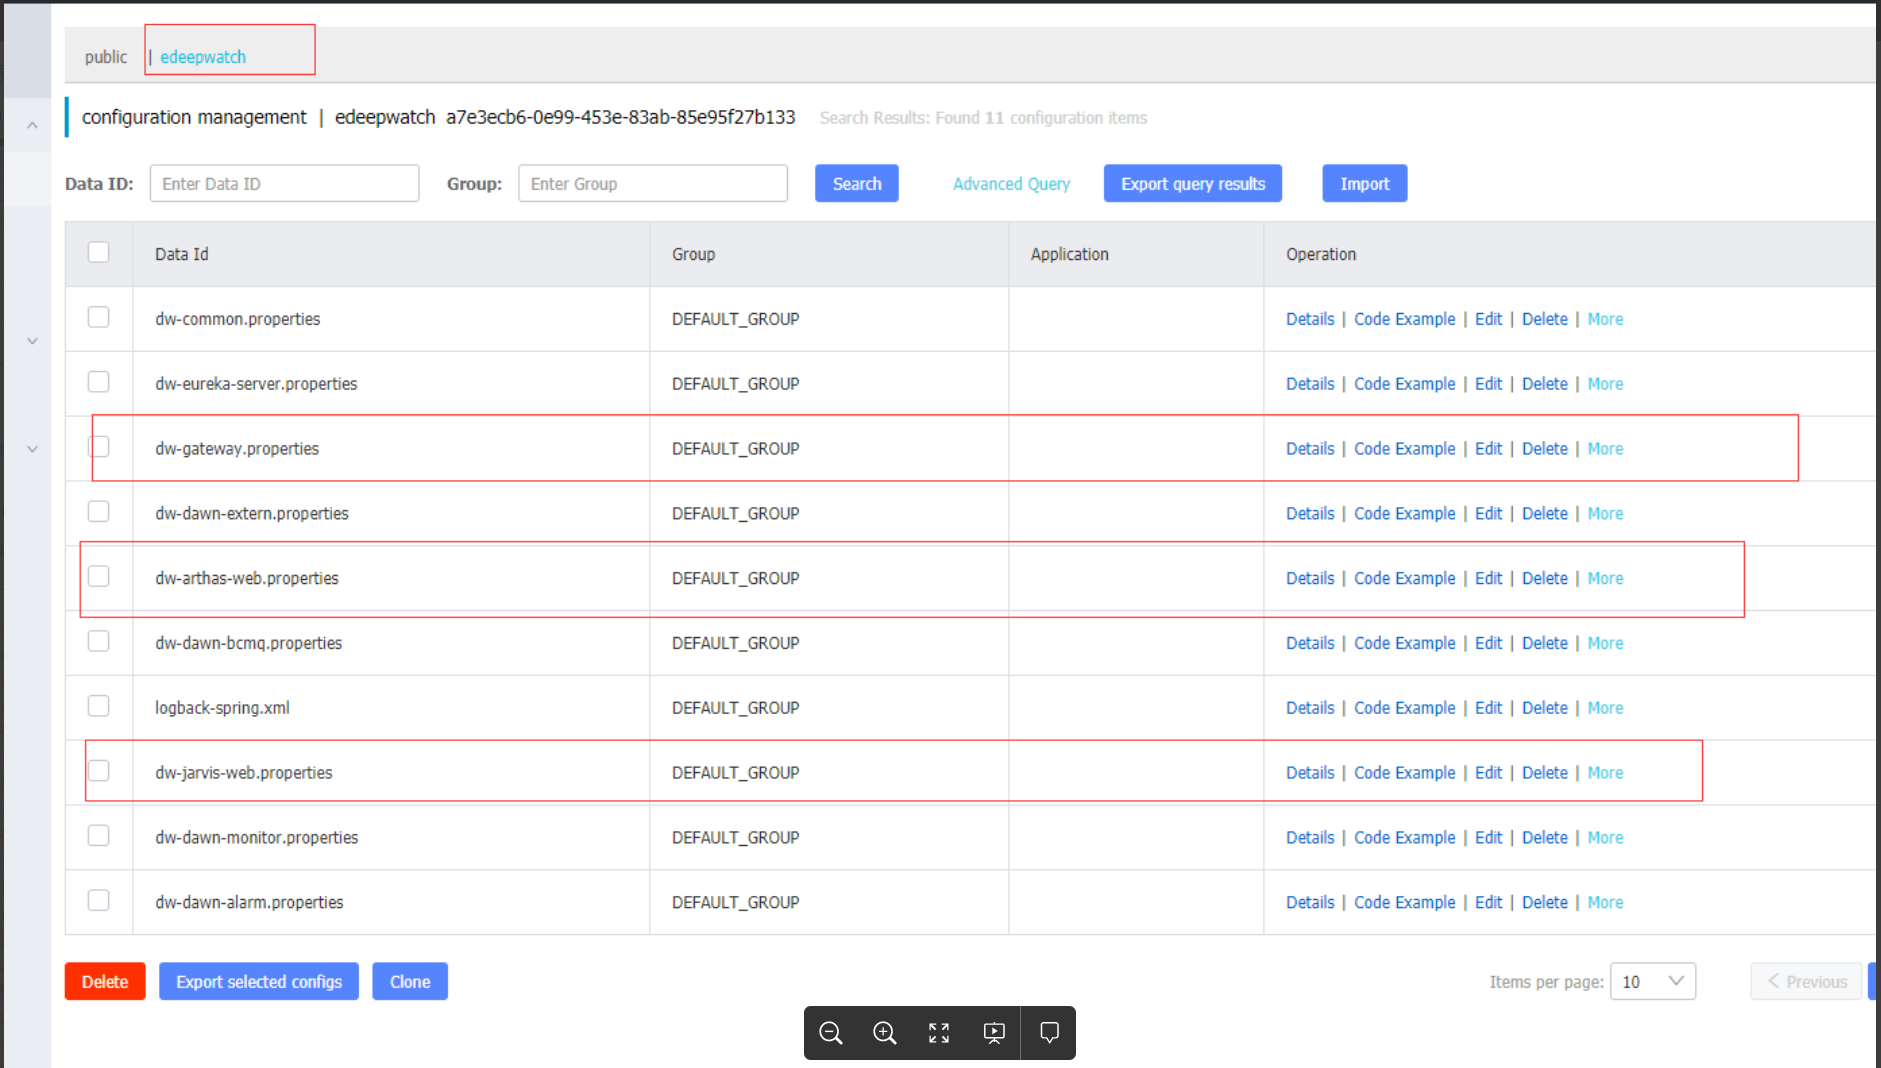 public | edeepwatch
configuration management | edeepwatch a7e3ecb6-0e99-453e-83ab-85e95f27b133 Search Results: Found 11 configuration items
Data ID: Enter Data ID Group: Enter Group Search Advanced Query Export query results Import
Data Id Group Application Operation
dw-common.properties DEFAULT_GROUP Details | Code Example | Edit | Delete | More
dw-eureka-server.properties DEFAULT_GROUP Details | Code Example | Edit | Delete | More
dw-gateway.properties DEFAULT_GROUP Details | Code Example | Edit | Delete | More
dw-dawn-extern.properties DEFAULT_GROUP Details | Code Example | Edit | Delete | More
dw-arthas-web.properties DEFAULT_GROUP Details | Code Example | Edit | Delete | More
dw-dawn-bcmq.properties DEFAULT_GROUP Details | Code Example | Edit | Delete | More
logback-spring.xml DEFAULT_GROUP Details | Code Example | Edit | Delete | More
dw-jarvis-web.properties DEFAULT_GROUP Details | Code Example | Edit | Delete | More
dw-dawn-monitor.properties DEFAULT_GROUP Details | Code Example | Edit | Delete | More
dw-dawn-alarm.properties DEFAULT_GROUP Details | Code Example | Edit | Delete | More
Delete Export selected configs Clone Items per page: 10 Previous